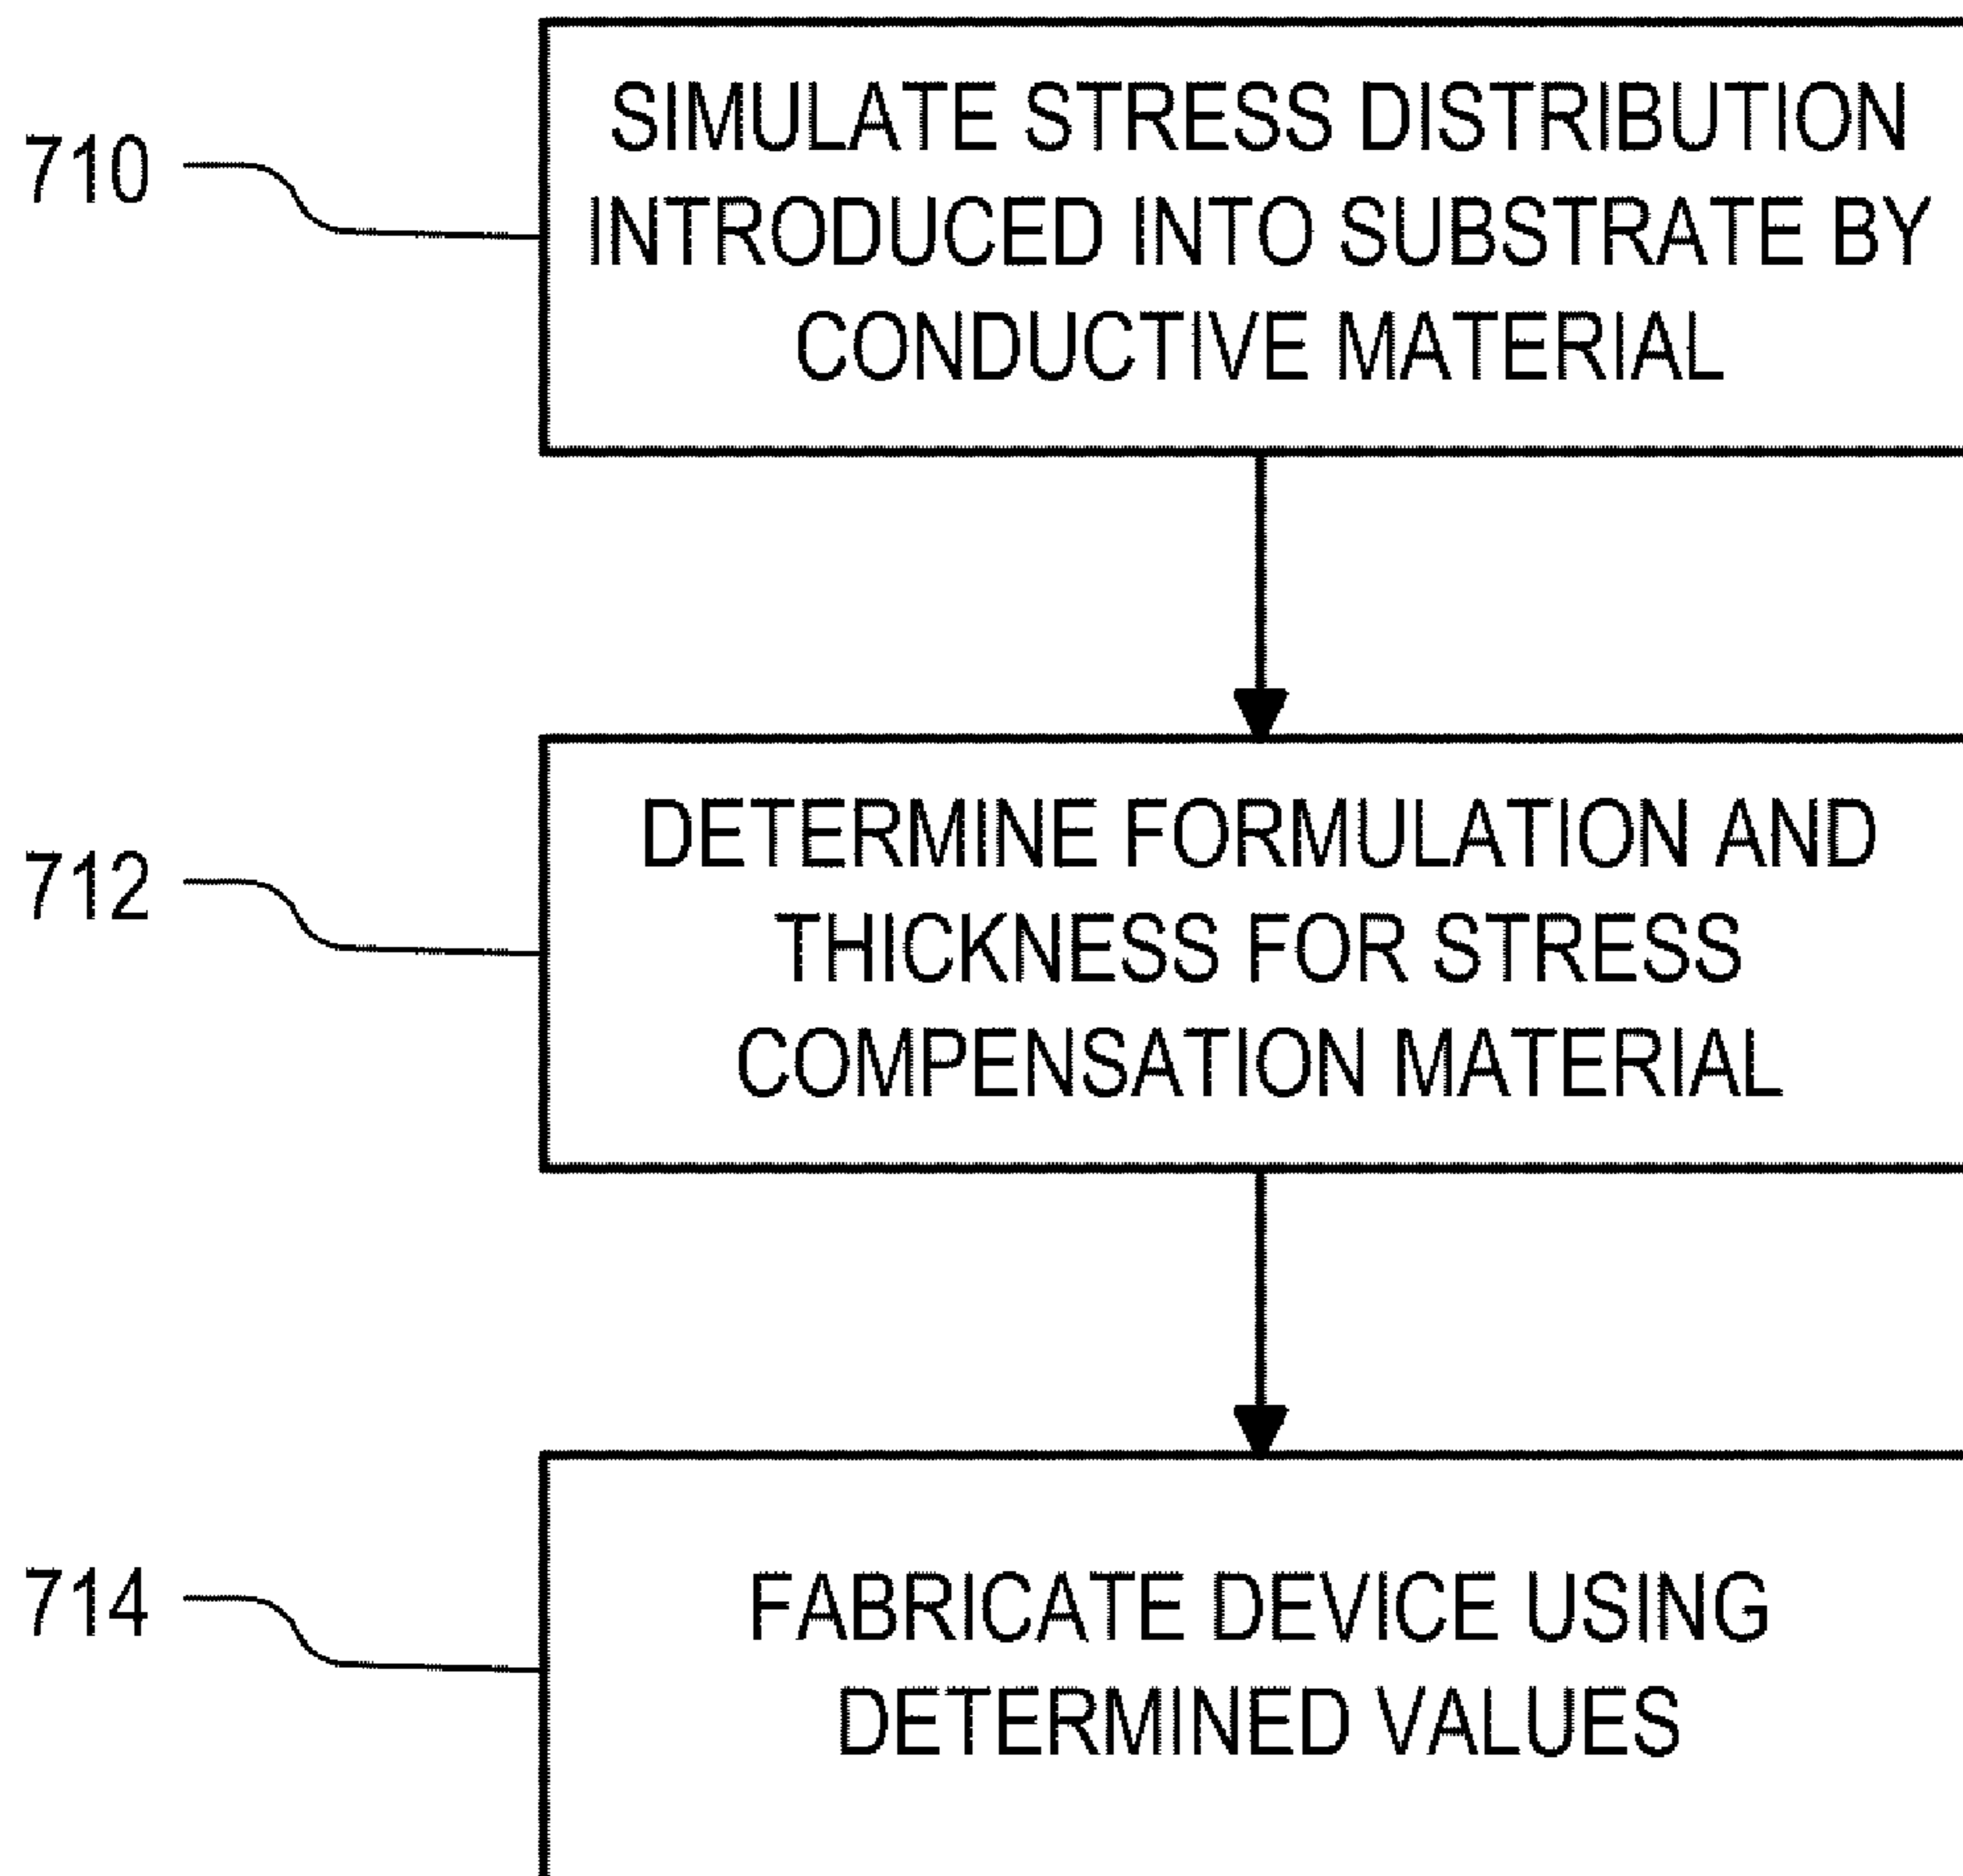 710
SIMULATE STRESS DISTRIBUTION
INTRODUCED INTO SUBSTRATE BY
CONDUCTIVE MATERIAL
712
DETERMINE FORMULATION AND
THICKNESS FOR STRESS
COMPENSATION MATERIAL
714
FABRICATE DEVICE USING
DETERMINED VALUES